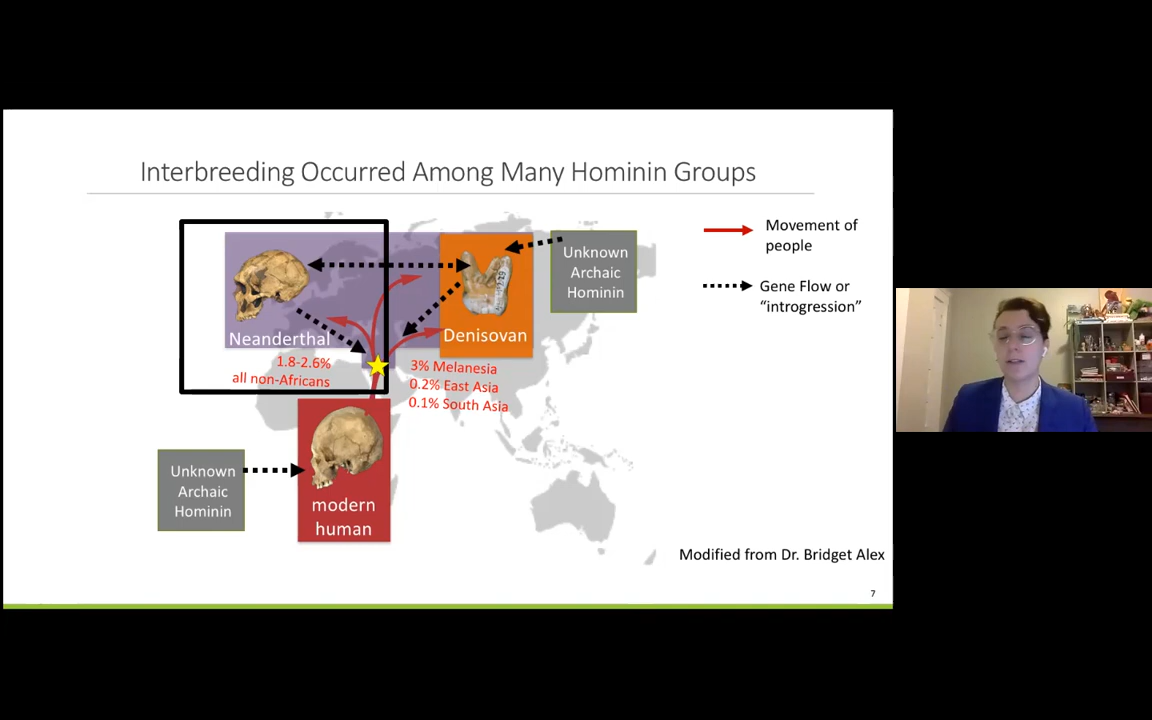 Interbreeding Occurred Among Many Hominin Groups
Movement of
people
Gene Flow or
“introgression”
Unknown
Archaic
Hominin
Neanderthal
Denisovan
1.8-2.6%
all non-Africans
3% Melanesia
0.2% East Asia
0.1% South Asia
Unknown
Archaic
Hominin
modern
human
Modified from Dr. Bridget Alex
7